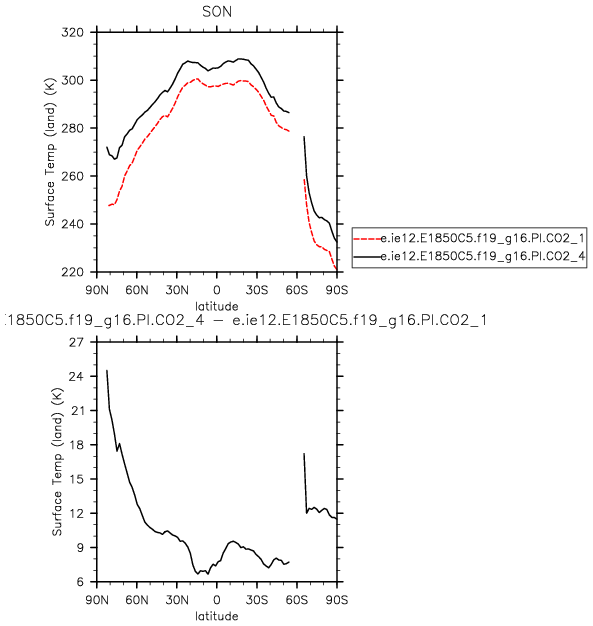 SON
320
300
280
260
240
220
Surface Temp (land) (K)
90N 60N 30N 0 30S 60S 90S
latitude
e.ie12.E1850C5.f19_g16.PI.CO2_1
e.ie12.E1850C5.f19_g16.PI.CO2_4
.1850C5.f19_g16.PI.CO2_4 − e.ie12.E1850C5.f19_g16.PI.CO2_1
27
24
21
18
15
12
9
6
Surface Temp (land) (K)
90N 60N 30N 0 30S 60S 90S
latitude